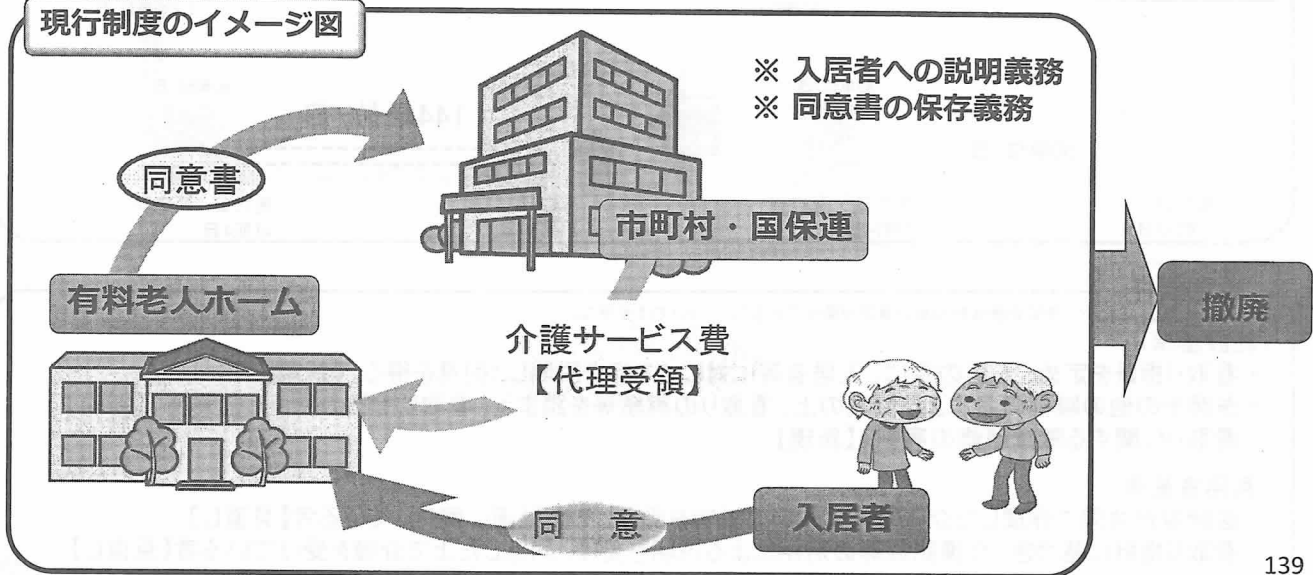 現行制度のイメージ図
※ 入居者への説明義務
※ 同意書の保存義務
同意書
市町村・国保連
有料老人ホーム
撤廃
介護サービス費
【代理受領】
同 意
入居者
139